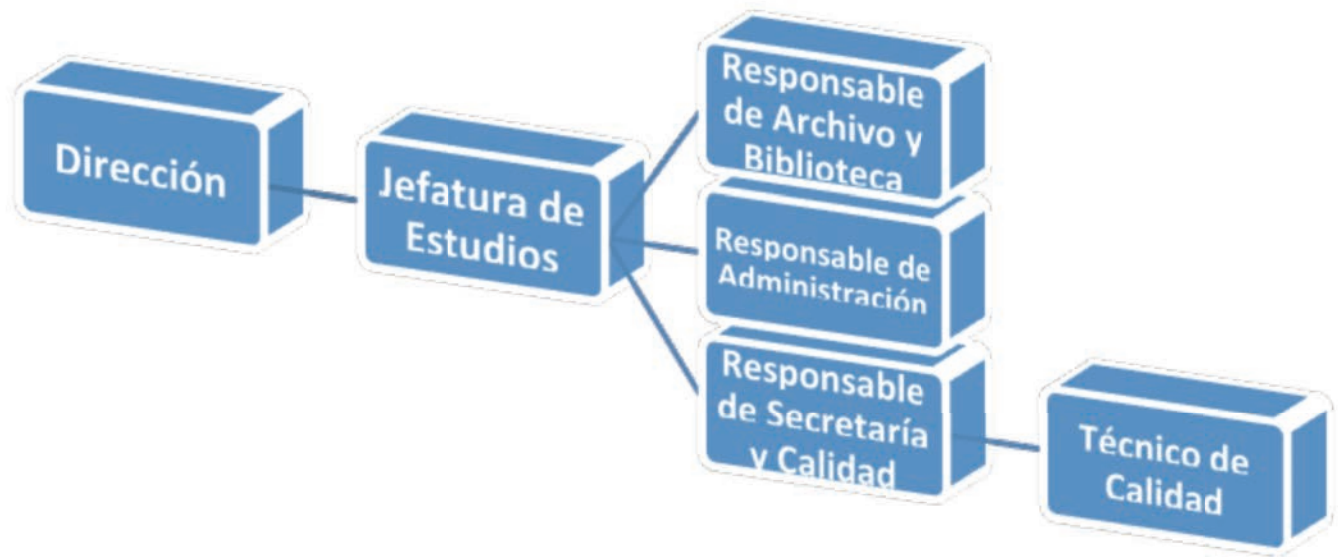 Dirección
Jefatura de
Estudios
Responsable
de Archivo y
Biblioteca
Responsable de
Administración
Responsable
de Secretaría
y Calidad
Técnico de
Calidad